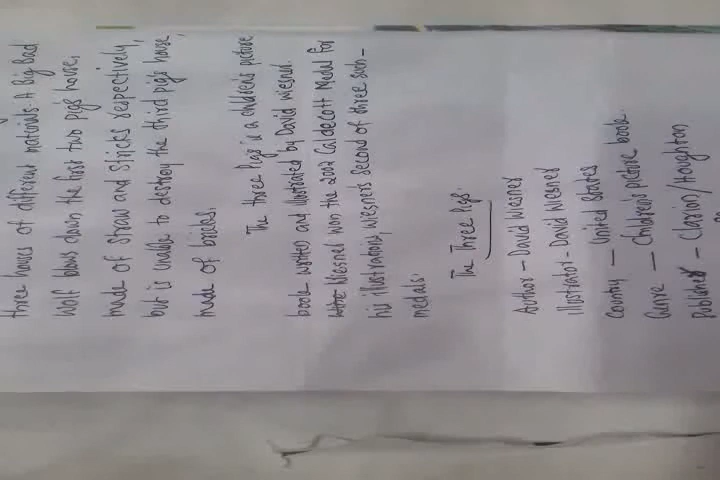 three houses of different materials. A Big Bad
Wolf blows down the first two pigs' house,
made of straw and sticks respectively,
but is unable to destroy the third pig's house,
made of bricks.
The Three Pigs is a children's picture
book written and illustrated by David Wiesner.
Wiesner won the 2002 Caldecott Medal for
his illustrations, Wiesner's second of three such-
medals.
The Three Pigs.
Author - David Wiesner
Illustrator - David Wiesner
Country - United States
Genre - Children's picture book.
Publisher - Clarion/Houghton